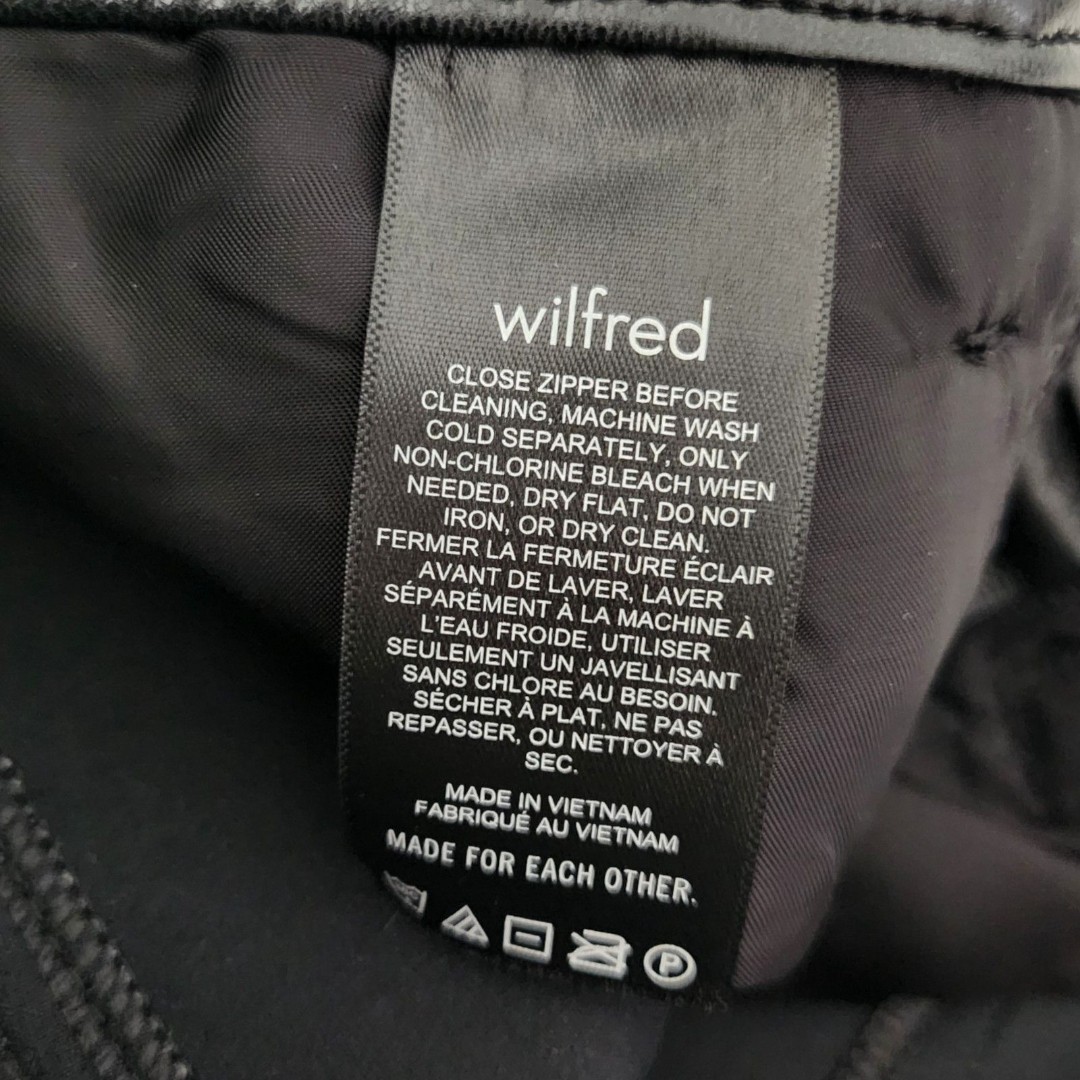 wilfred
CLOSE ZIPPER BEFORE
CLEANING, MACHINE WASH
COLD SEPARATELY, ONLY
NON-CHLORINE BLEACH WHEN
NEEDED, DRY FLAT, DO NOT
IRON, OR DRY CLEAN.
FERMER LA FERMETURE ÉCLAIR
AVANT DE LAVER, LAVER
SÉPARÉMENT À LA MACHINE À
L'EAU FROIDE, UTILISER
SEULEMENT UN JAVELLISANT
SANS CHLORE AU BESOIN.
SÉCHER À PLAT, NE PAS
REPASSER, OU NETTOYER À
SEC.
MADE IN VIETNAM
FABRIQUÉ AU VIETNAM
MADE FOR EACH OTHER.
P